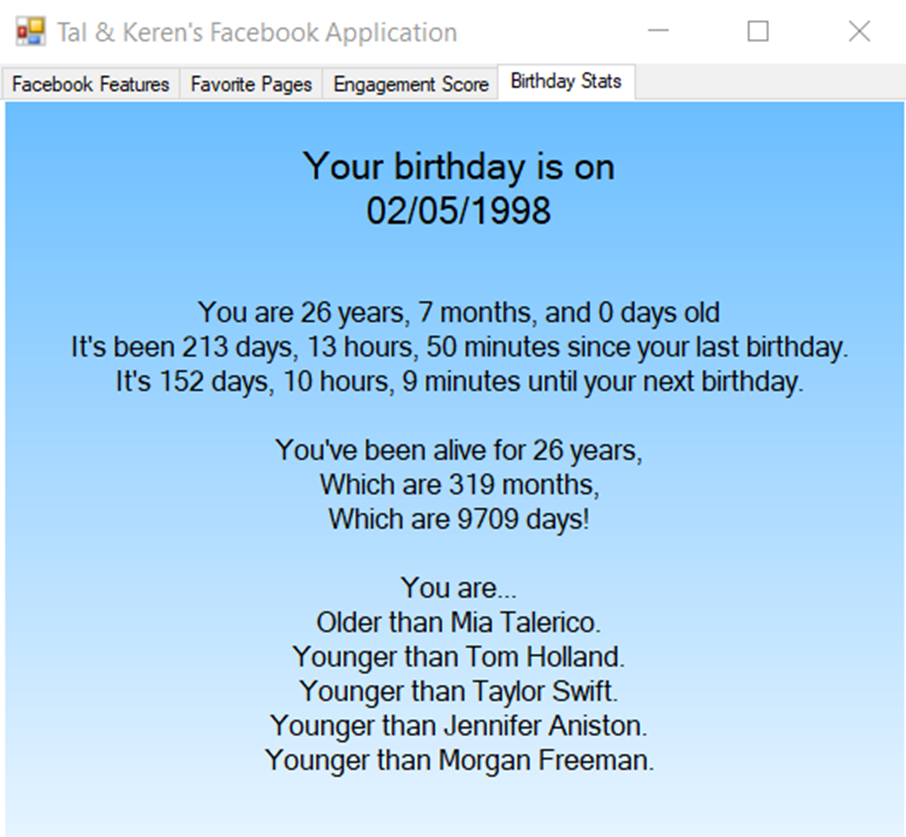 Tal & Keren's Facebook Application
Facebook Features Favorite Pages Engagement Score Birthday Stats
Your birthday is on
02/05/1998
You are 26 years, 7 months, and 0 days old
It's been 213 days, 13 hours, 50 minutes since your last birthday.
It's 152 days, 10 hours, 9 minutes until your next birthday.
You've been alive for 26 years,
Which are 319 months,
Which are 9709 days!
You are...
Older than Mia Talerico.
Younger than Tom Holland.
Younger than Taylor Swift.
Younger than Jennifer Aniston.
Younger than Morgan Freeman.